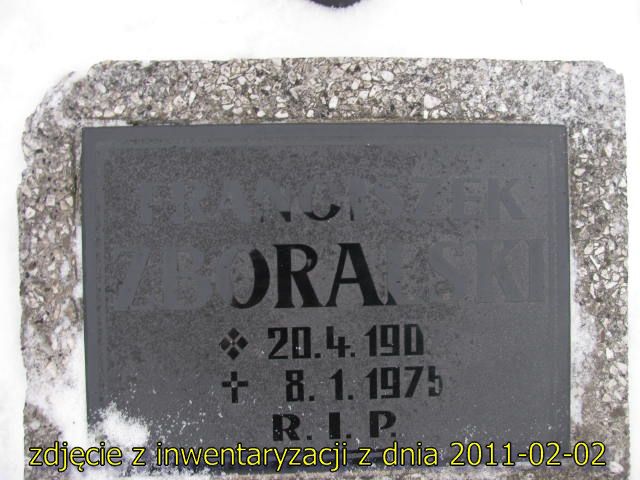 FRANCISZEK
ZBORALSKI
20.4.190
✝ 8.1.1975
R.I.P.
zdjęcie z inwentaryzacji z dnia 2011-02-02